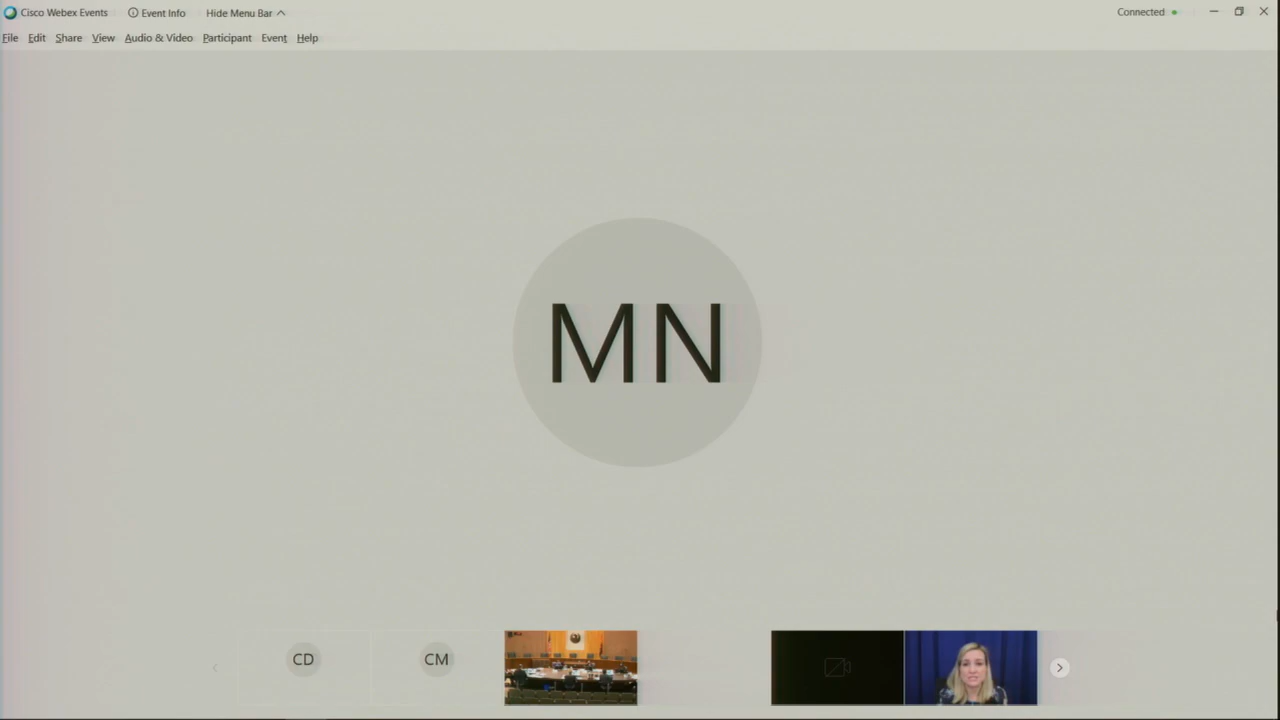 Cisco Webex Events Event Info Hide Menu Bar Connected
File Edit Share View Audio & Video Participant Event Help
MN
CD CM